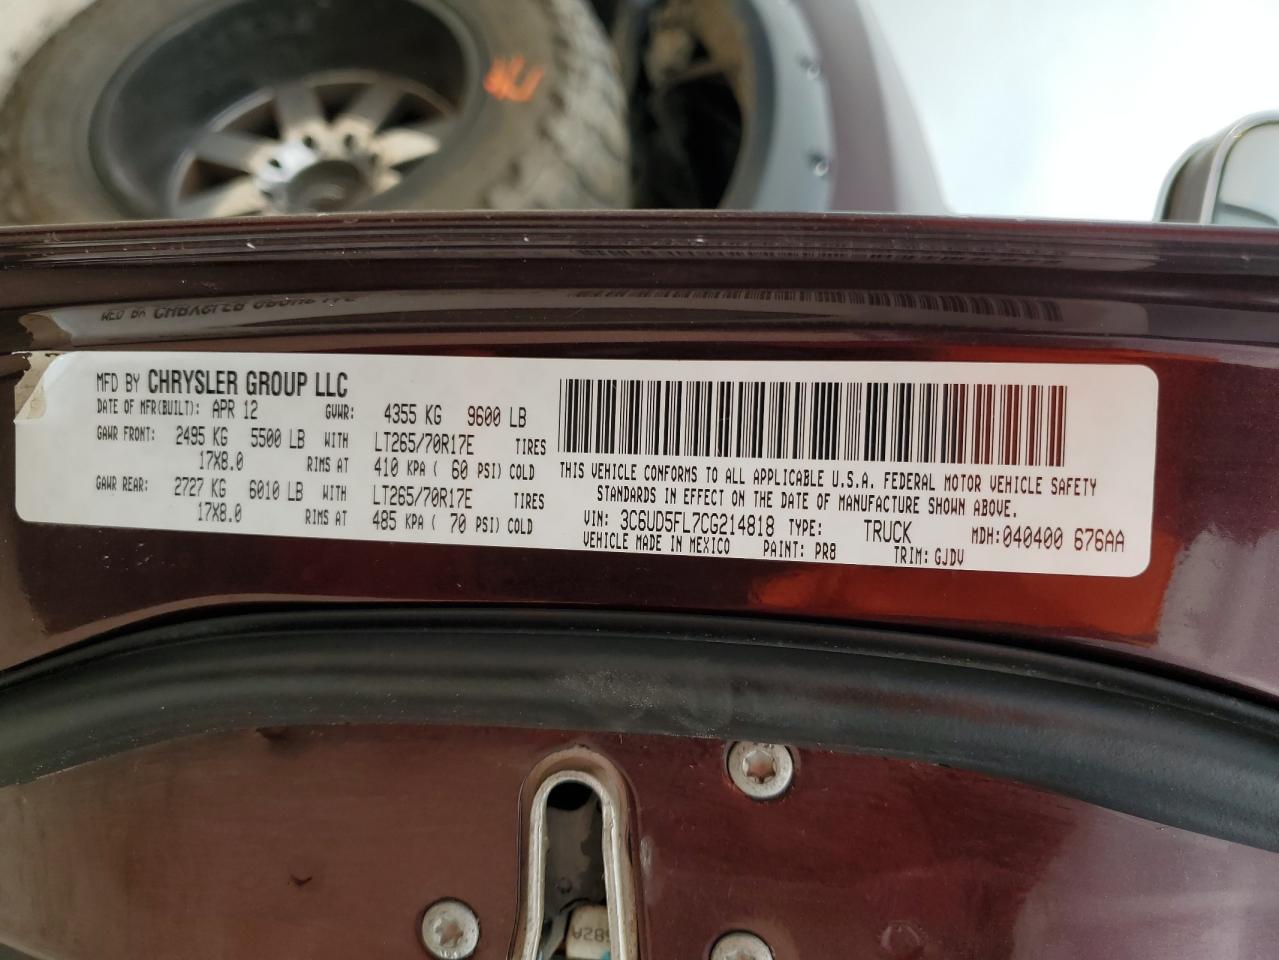 MFD BY CHRYSLER GROUP LLC
DATE OF MFR(BUILT): APR 12 GVWR: 4355 KG 9600 LB
GAWR FRONT: 2495 KG 5500 LB WITH LT265/70R17E TIRES
17X8.0 RIMS AT 410 KPA ( 60 PSI) COLD
GAWR REAR: 2727 KG 6010 LB WITH LT265/70R17E TIRES
17X8.0 RIMS AT 485 KPA ( 70 PSI) COLD
THIS VEHICLE CONFORMS TO ALL APPLICABLE U.S.A. FEDERAL MOTOR VEHICLE SAFETY
STANDARDS IN EFFECT ON THE DATE OF MANUFACTURE SHOWN ABOVE.
VIN: 3C6UD5FL7CG214818 TYPE: TRUCK MDH:040400 676AA
VEHICLE MADE IN MEXICO PAINT: PR8 TRIM: GJDV